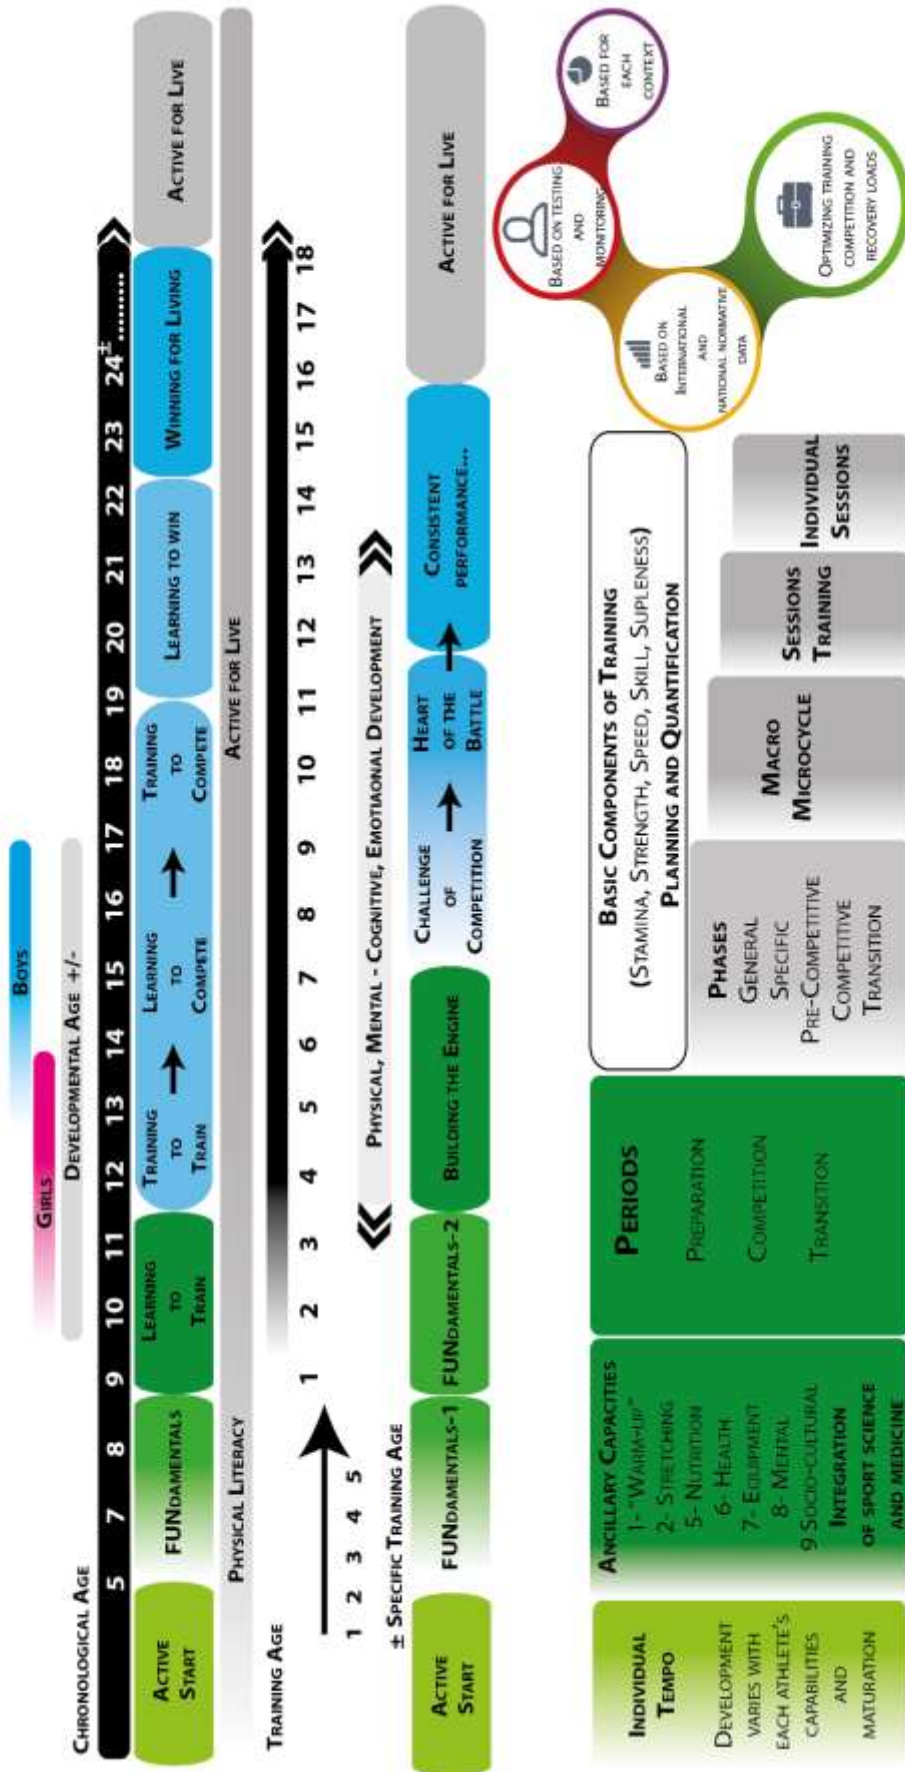 BOYS
GIRLS
DEVELOPMENTAL AGE +/-
CHRONOLOGICAL AGE
5 7 8 9 10 11 12 13 14 15 16 17 18 19 20 21 22 23 24± .........
ACTIVE
START
FUNDAMENTALS
LEARNING
TO
TRAIN
TRAINING
TO
TRAIN
LEARNING
TO
COMPETE
TRAINING
TO
COMPETE
LEARNING TO WIN
WINNING FOR LIVING
ACTIVE FOR LIVE
PHYSICAL LITERACY
ACTIVE FOR LIVE
TRAINING AGE
1 2 3 4 5
1 2 3 4 5 6 7 8 9 10 11 12 13 14 15 16 17 18
± SPECIFIC TRAINING AGE
PHYSICAL, MENTAL - COGNITIVE, EMOTIAONAL DEVELOPMENT
ACTIVE
START
FUNDAMENTALS-1
FUNDAMENTALS-2
BUILDING THE ENGINE
CHALLENGE
OF
COMPETITION
HEART
OF THE
BATTLE
CONSISTENT
PERFORMANCE...
ACTIVE FOR LIVE
INDIVIDUAL
TEMPO
DEVELOPMENT
VARIES WITH
EACH ATHLETE'S
CAPABILITIES
AND
MATURATION
ANCILLARY CAPACITIES
1-"WARM-UP"
2- STRETCHING
5- NUTRITION
6- HEALTH
7- EQUIPMENT
8- MENTAL
9 SOCIO-CULTURAL
INTEGRATION
OF SPORT SCIENCE
AND MEDICINE
PERIODS
PREPARATION
COMPETITION
TRANSITION
BASIC COMPONENTS OF TRAINING
(STAMINA, STRENGTH, SPEED, SKILL, SUPLENESS)
PLANNING AND QUANTIFICATION
PHASES
GENERAL
SPECIFIC
PRE-COMPETITIVE
COMPETITIVE
TRANSITION
MACRO
MICROCYCLE
SESSIONS
TRAINING
INDIVIDUAL
SESSIONS
BASED ON
INTERNATIONAL
AND
NATIONAL NORMATIVE
DATA
BASED ON TESTING
AND
MONITORING
BASED FOR
EACH
CONTEXT
OPTIMIZING TRAINING
COMPETITION AND
RECOVERY LOADS